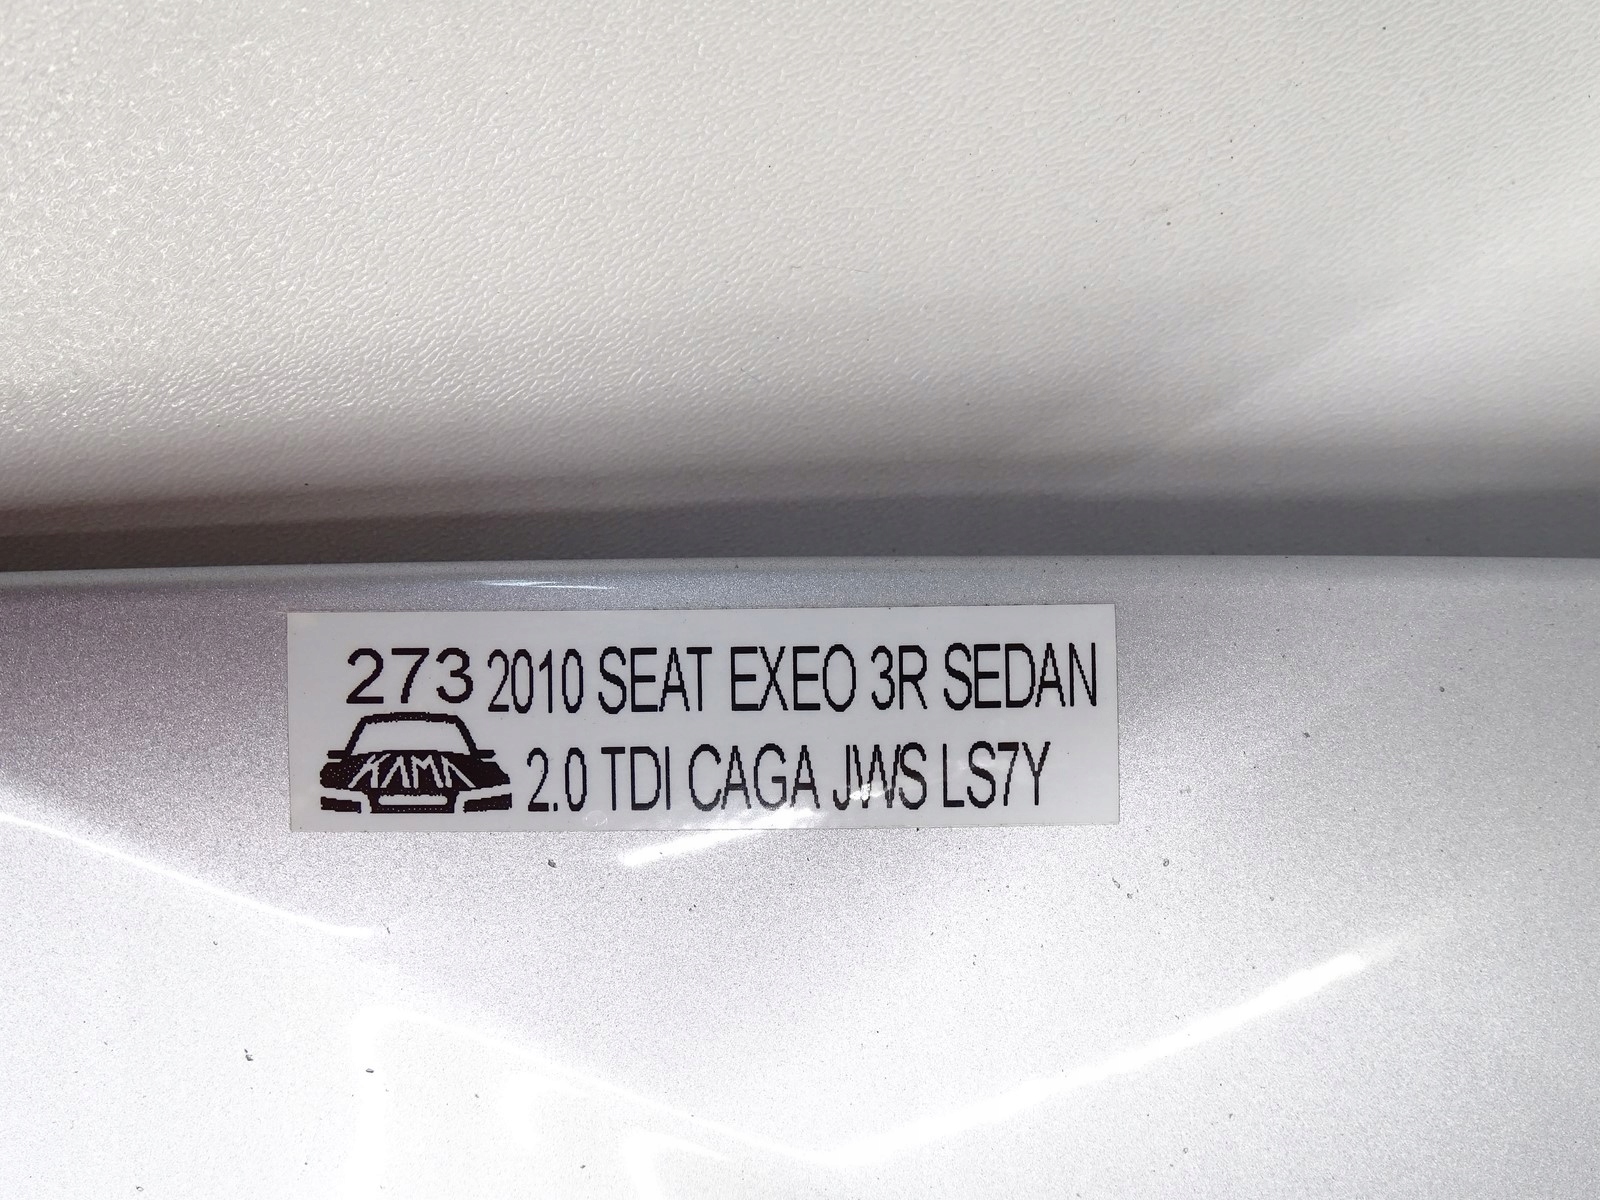 273 2010 SEAT EXEO 3R SEDAN
KAMA 2.0 TDI CAGA JWS LS7Y